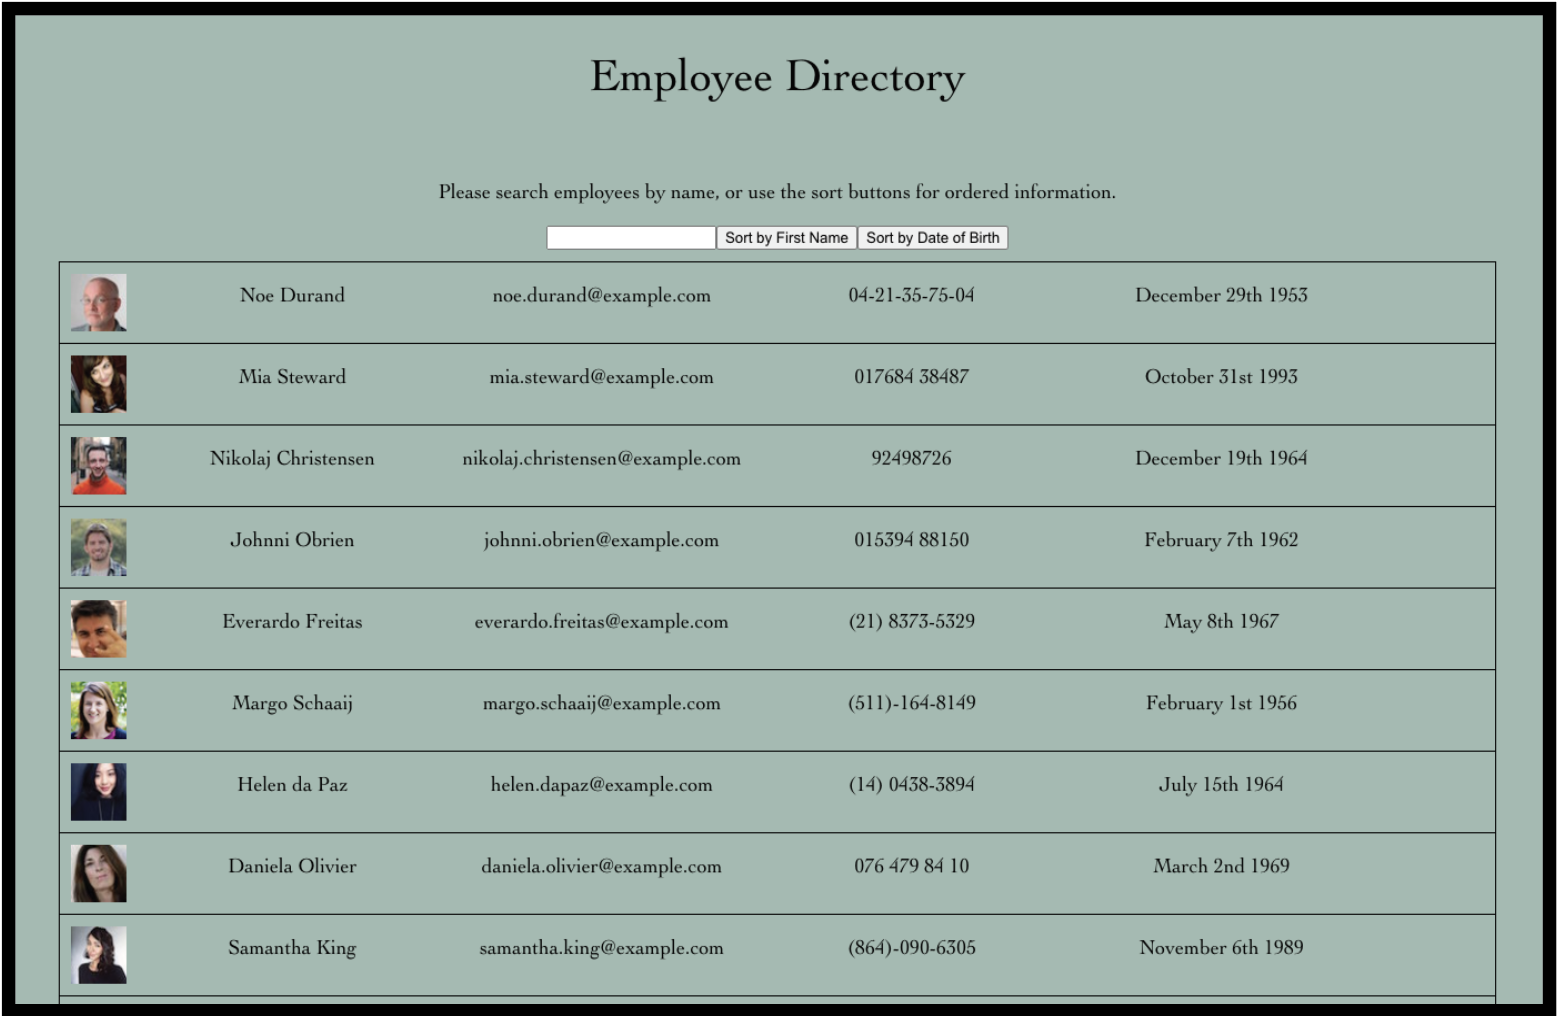 Employee Directory
Please search employees by name, or use the sort buttons for ordered information.
Sort by First Name Sort by Date of Birth
Noe Durand noe.durand@example.com 04-21-35-75-04 December 29th 1953
Mia Steward mia.steward@example.com 017684 38487 October 31st 1993
Nikolaj Christensen nikolaj.christensen@example.com 92498726 December 19th 1964
Johnni Obrien johnni.obrien@example.com 015394 88150 February 7th 1962
Everardo Freitas everardo.freitas@example.com (21) 8373-5329 May 8th 1967
Margo Schaaij margo.schaaij@example.com (511)-164-8149 February 1st 1956
Helen da Paz helen.dapaz@example.com (14) 0438-3894 July 15th 1964
Daniela Olivier daniela.olivier@example.com 076 479 84 10 March 2nd 1969
Samantha King samantha.king@example.com (864)-090-6305 November 6th 1989